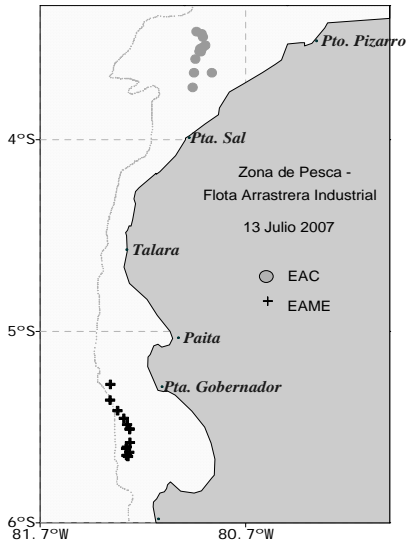 Pto. Pizarro
4°S
Pta. Sal
Zona de Pesca -
Flota Arrastrera Industrial
13 Julio 2007
Talara
EAC
EAME
5°S
Paita
Pta. Gobernador
6°S
81.7°W
80.7°W